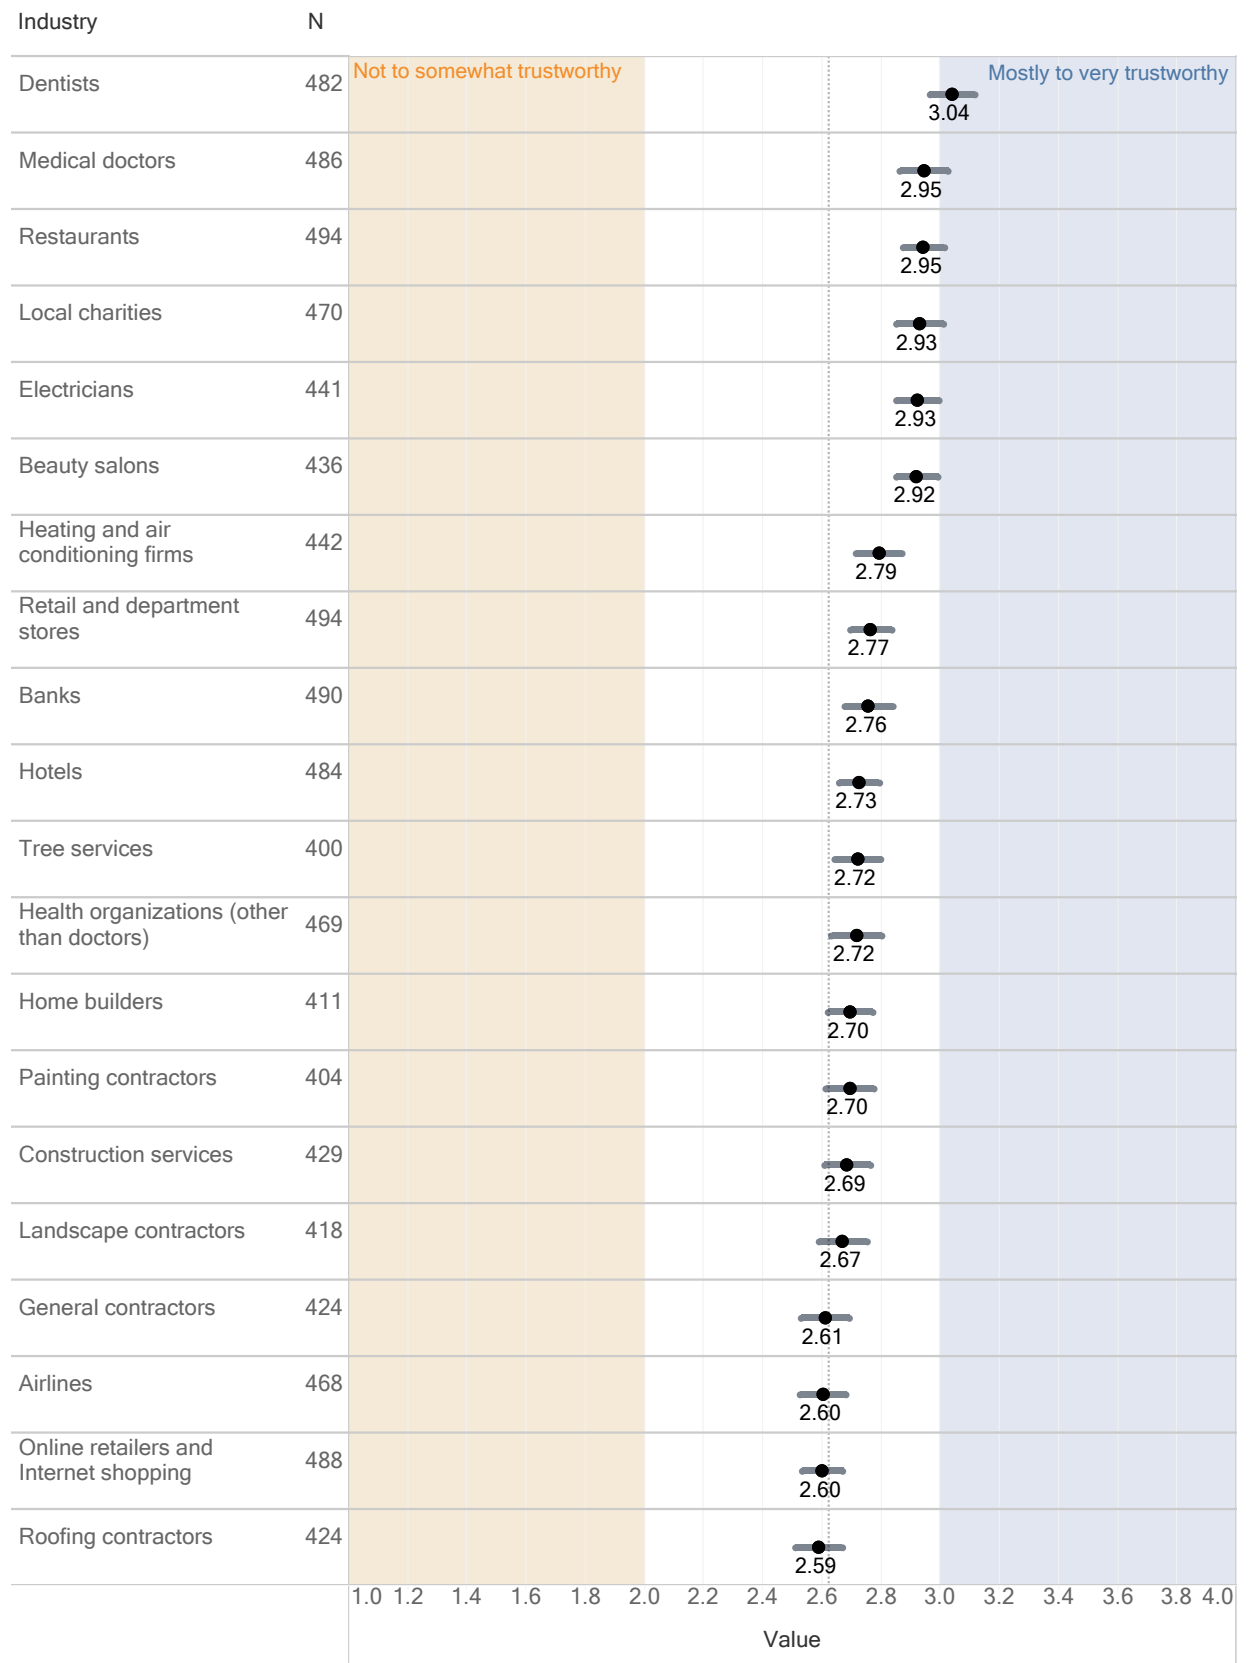 Industry N
Not to somewhat trustworthy Mostly to very trustworthy
Dentists 482
3.04
Medical doctors 486
2.95
Restaurants 494
2.95
Local charities 470
2.93
Electricians 441
2.93
Beauty salons 436
2.92
Heating and air
conditioning firms 442
2.79
Retail and department
stores 494
2.77
Banks 490
2.76
Hotels 484
2.73
Tree services 400
2.72
Health organizations (other
than doctors) 469
2.72
Home builders 411
2.70
Painting contractors 404
2.70
Construction services 429
2.69
Landscape contractors 418
2.67
General contractors 424
2.61
Airlines 468
2.60
Online retailers and
Internet shopping 488
2.60
Roofing contractors 424
2.59
1.0 1.2 1.4 1.6 1.8 2.0 2.2 2.4 2.6 2.8 3.0 3.2 3.4 3.6 3.8 4.0
Value